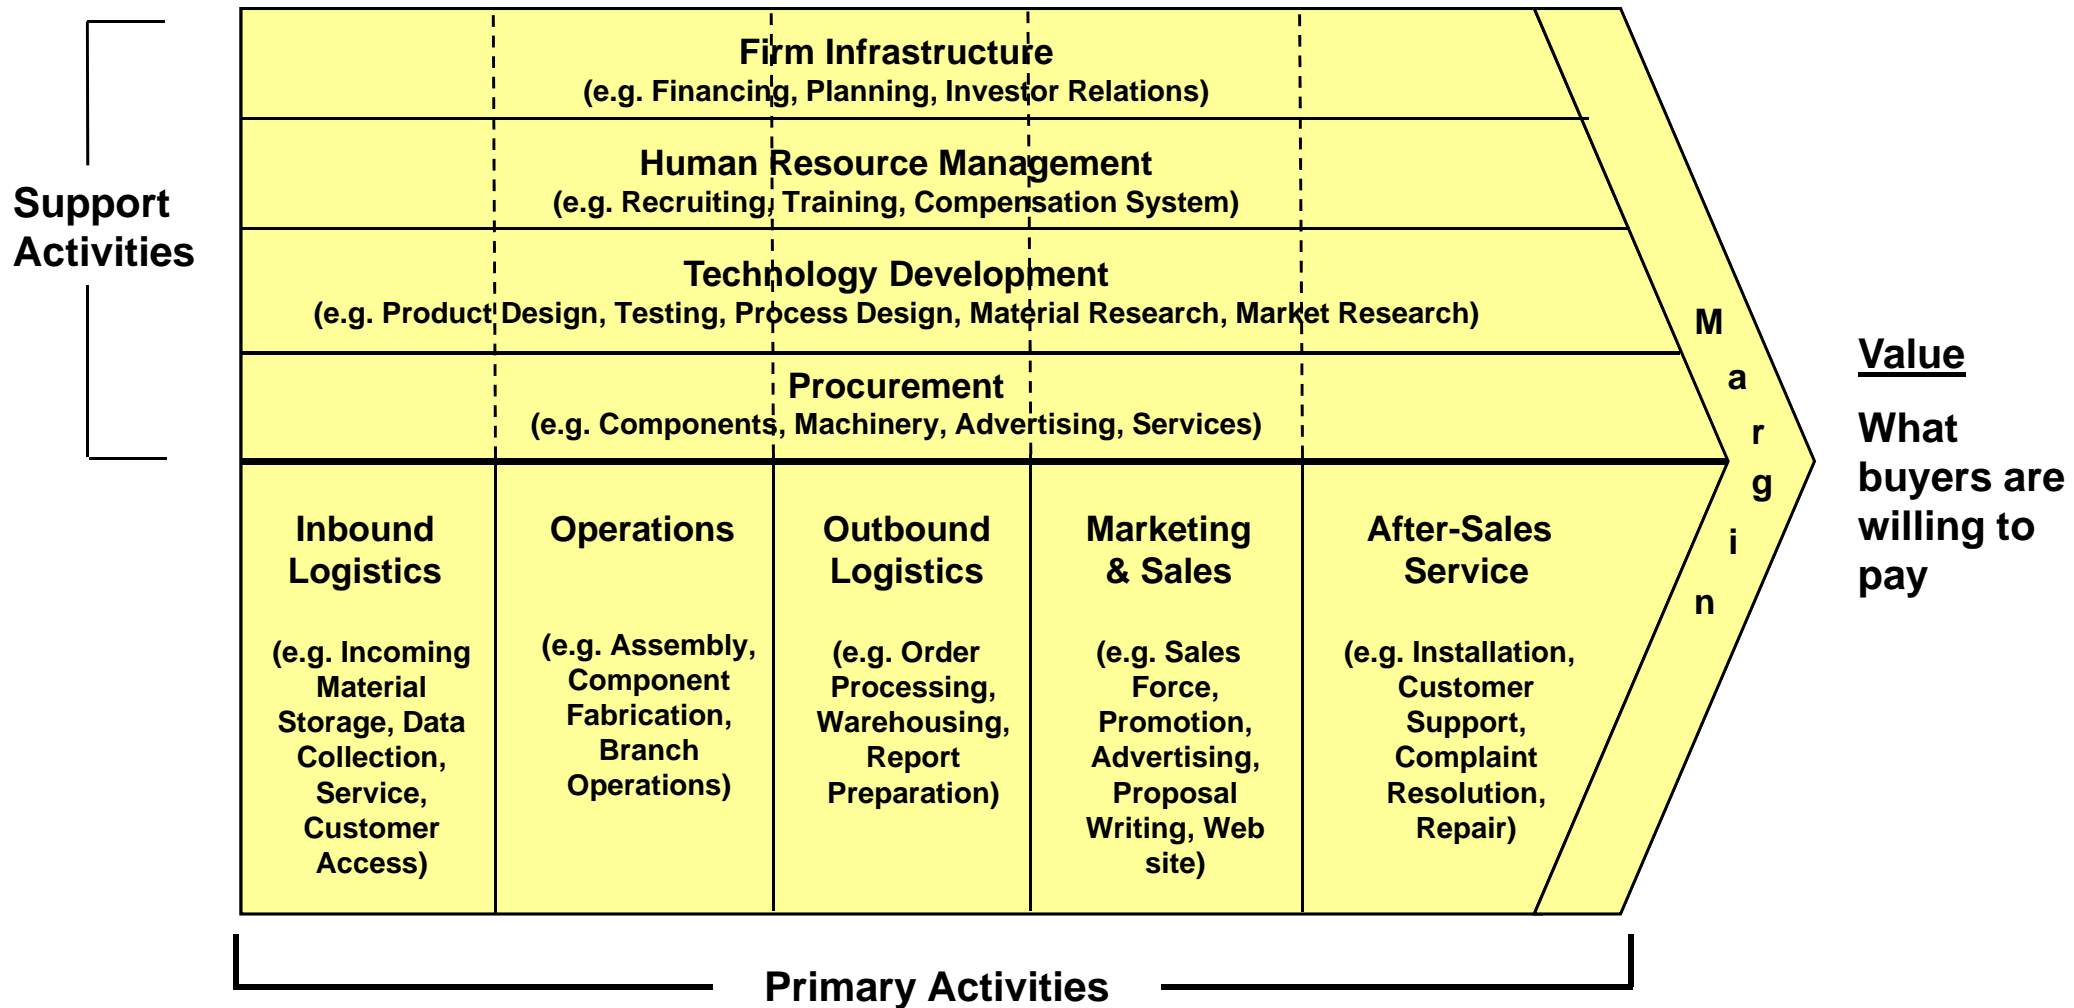 Support
Activities
Firm Infrastructure
(e.g. Financing, Planning, Investor Relations)
Human Resource Management
(e.g. Recruiting, Training, Compensation System)
Technology Development
(e.g. Product Design, Testing, Process Design, Material Research, Market Research)
Procurement
(e.g. Components, Machinery, Advertising, Services)
Inbound
Logistics
(e.g. Incoming
Material
Storage, Data
Collection,
Service,
Customer
Access)
Operations
(e.g. Assembly,
Component
Fabrication,
Branch
Operations)
Outbound
Logistics
(e.g. Order
Processing,
Warehousing,
Report
Preparation)
Marketing
& Sales
(e.g. Sales
Force,
Promotion,
Advertising,
Proposal
Writing, Web
site)
After-Sales
Service
(e.g. Installation,
Customer
Support,
Complaint
Resolution,
Repair)
Margin
Value
What
buyers are
willing to
pay
Primary Activities